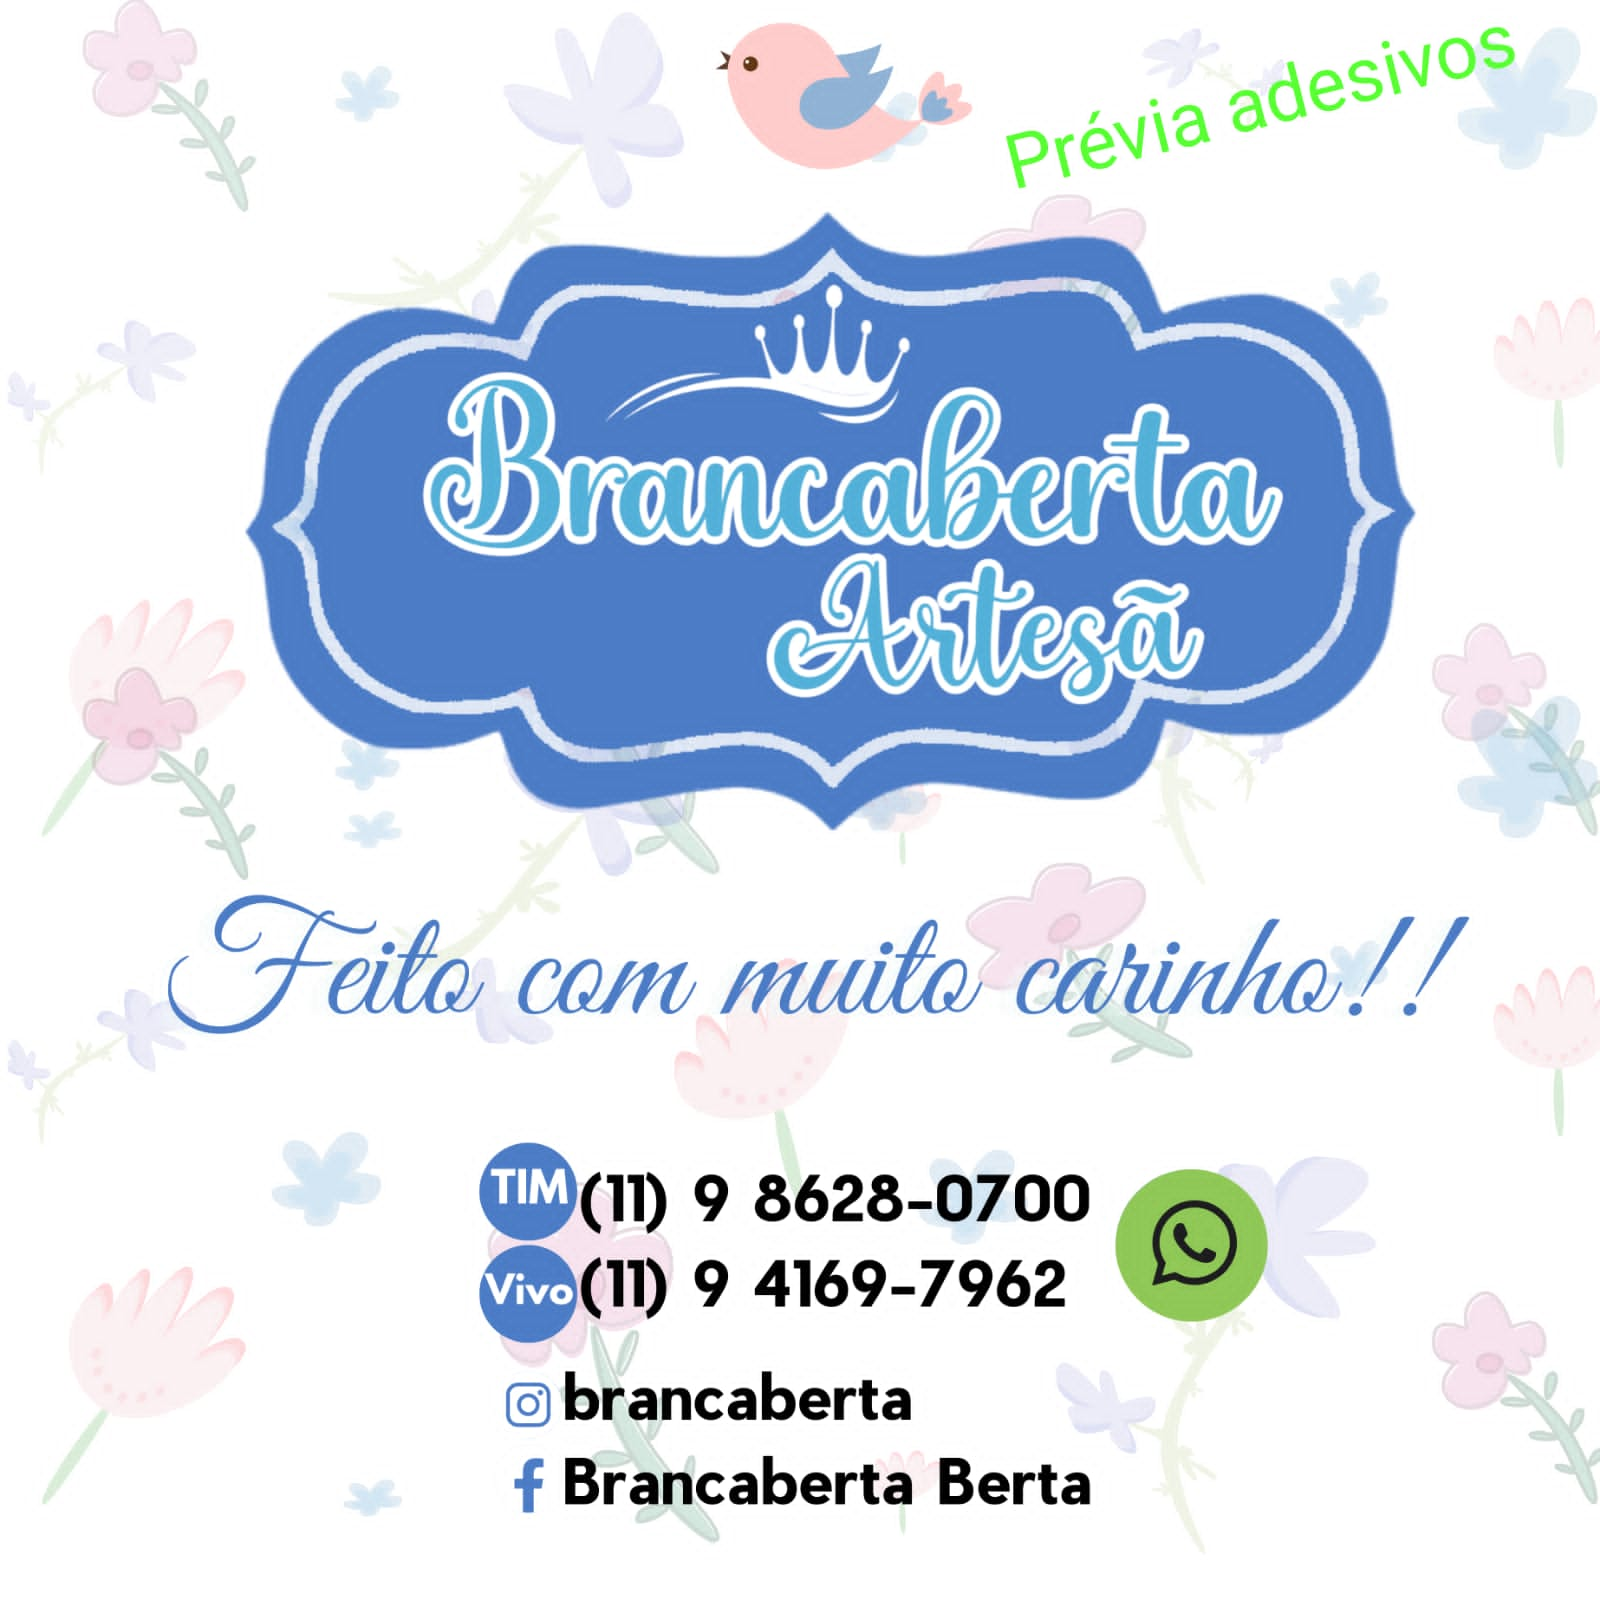 Prévia adesivos
Brancaberta
Artesã
Feito com muito carinho!!
TIM (11) 9 8628-0700
Vivo (11) 9 4169-7962
brancaberta
Brancaberta Berta